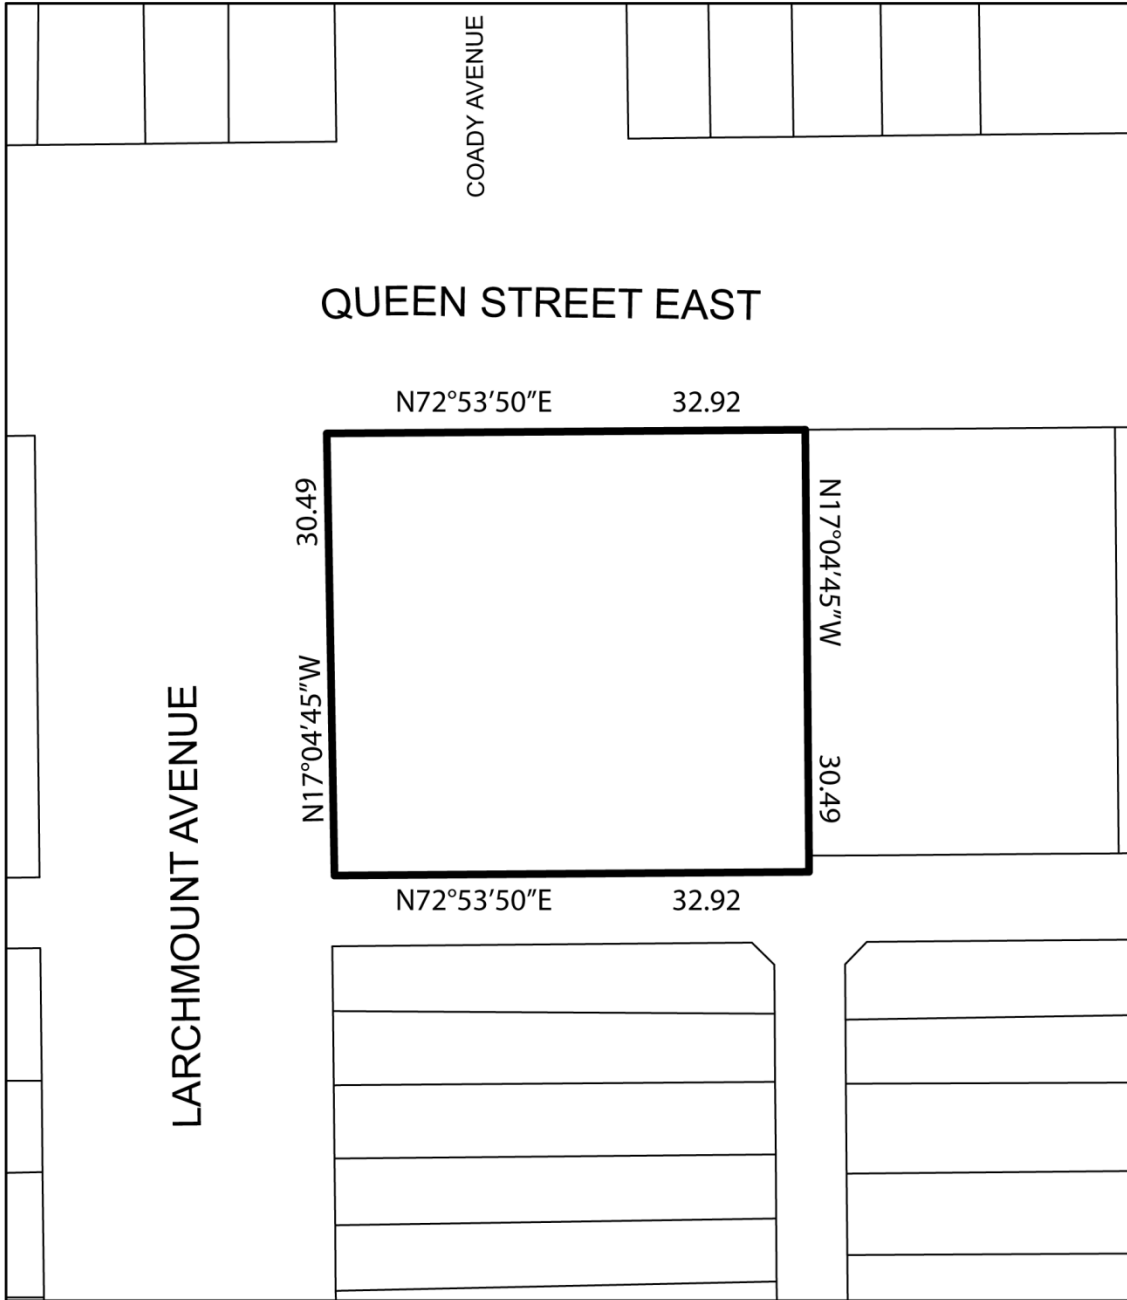 COADY AVENUE
QUEEN STREET EAST
N72°53′50″E 32.92
30.49
N17°04′45″W
N17°04′45″W
30.49
LARCHMOUNT AVENUE
N72°53′50″E 32.92